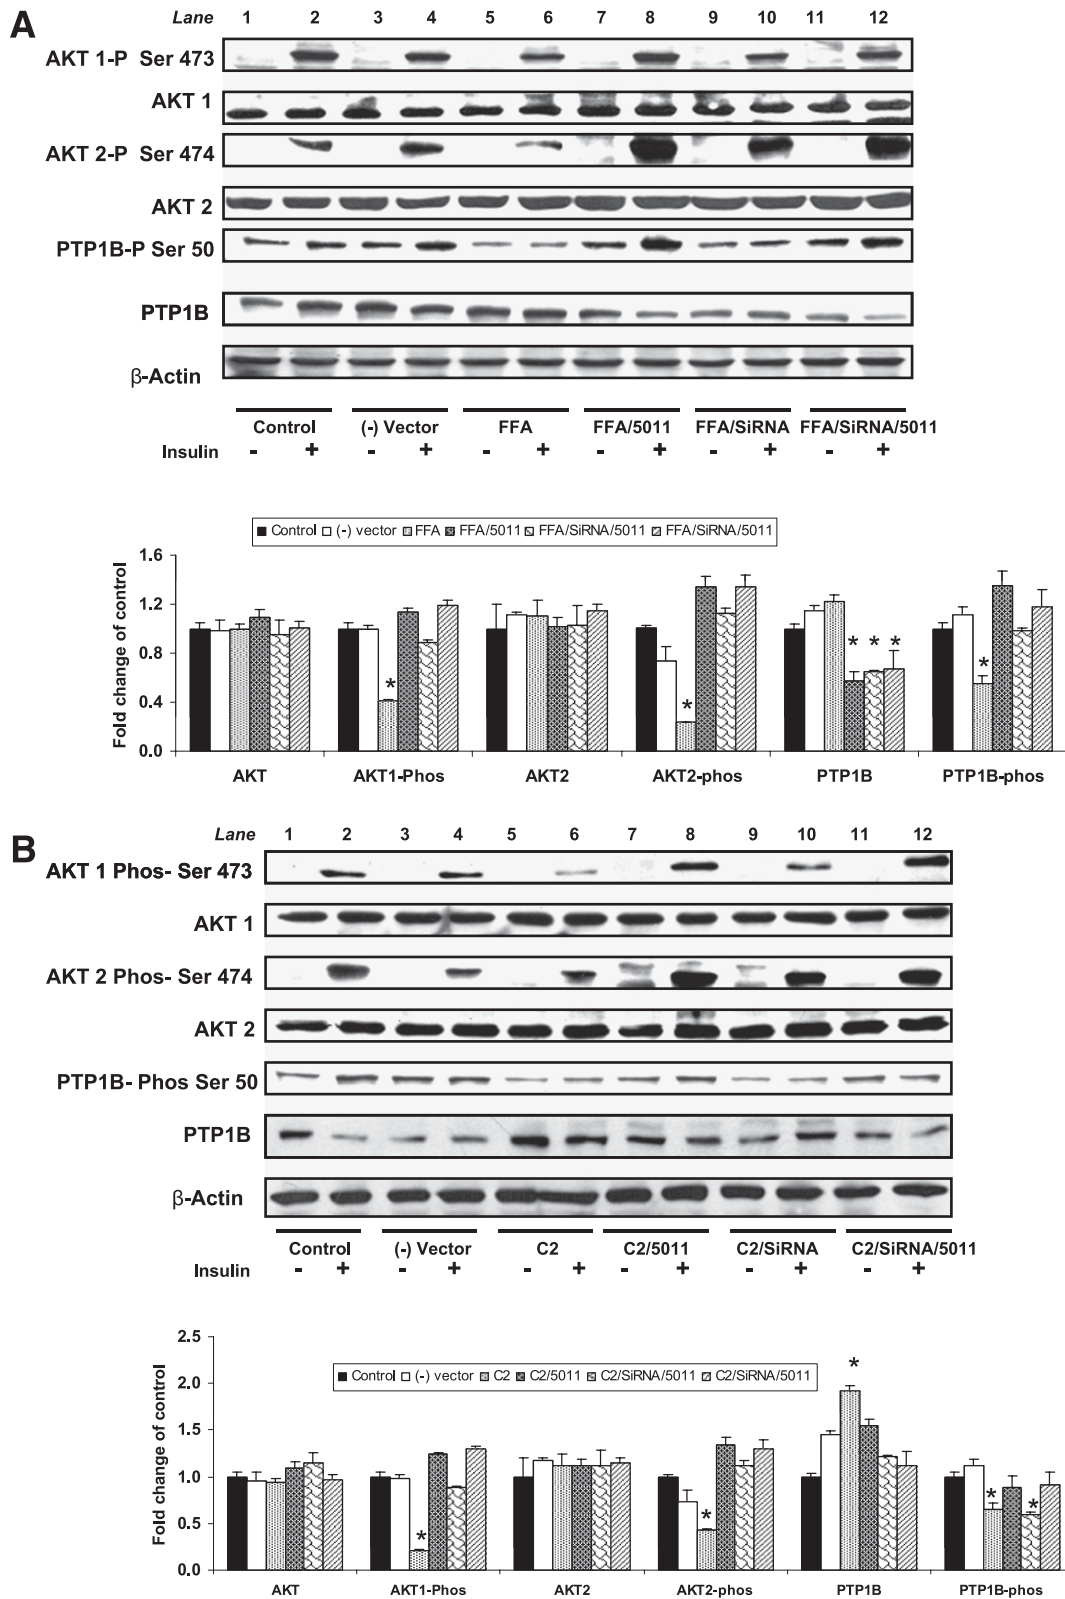 A
Lane 1 2 3 4 5 6 7 8 9 10 11 12
AKT 1-P Ser 473
AKT 1
AKT 2-P Ser 474
AKT 2
PTP1B-P Ser 50
PTP1B
β-Actin
Control (-) Vector FFA FFA/5011 FFA/SiRNA FFA/SiRNA/5011
Insulin - + - + - + - + - + - +
Control (-) vector FFA FFA/5011 FFA/SiRNA/5011 FFA/SiRNA/5011
Fold change of control
1.6
1.2
0.8
0.4
0.0
* * * * * *
AKT AKT1-Phos AKT2 AKT2-phos PTP1B PTP1B-phos
B
Lane 1 2 3 4 5 6 7 8 9 10 11 12
AKT 1 Phos- Ser 473
AKT 1
AKT 2 Phos- Ser 474
AKT 2
PTP1B- Phos Ser 50
PTP1B
β-Actin
Control (-) Vector C2 C2/5011 C2/SiRNA C2/SiRNA/5011
Insulin - + - + - + - + - + - +
Fold change of control
2.5
2.0
1.5
1.0
0.5
0.0
Control (-) vector C2 C2/5011 C2/SiRNA/5011 C2/SiRNA/5011
* * * * *
AKT AKT1-Phos AKT2 AKT2-phos PTP1B PTP1B-phos